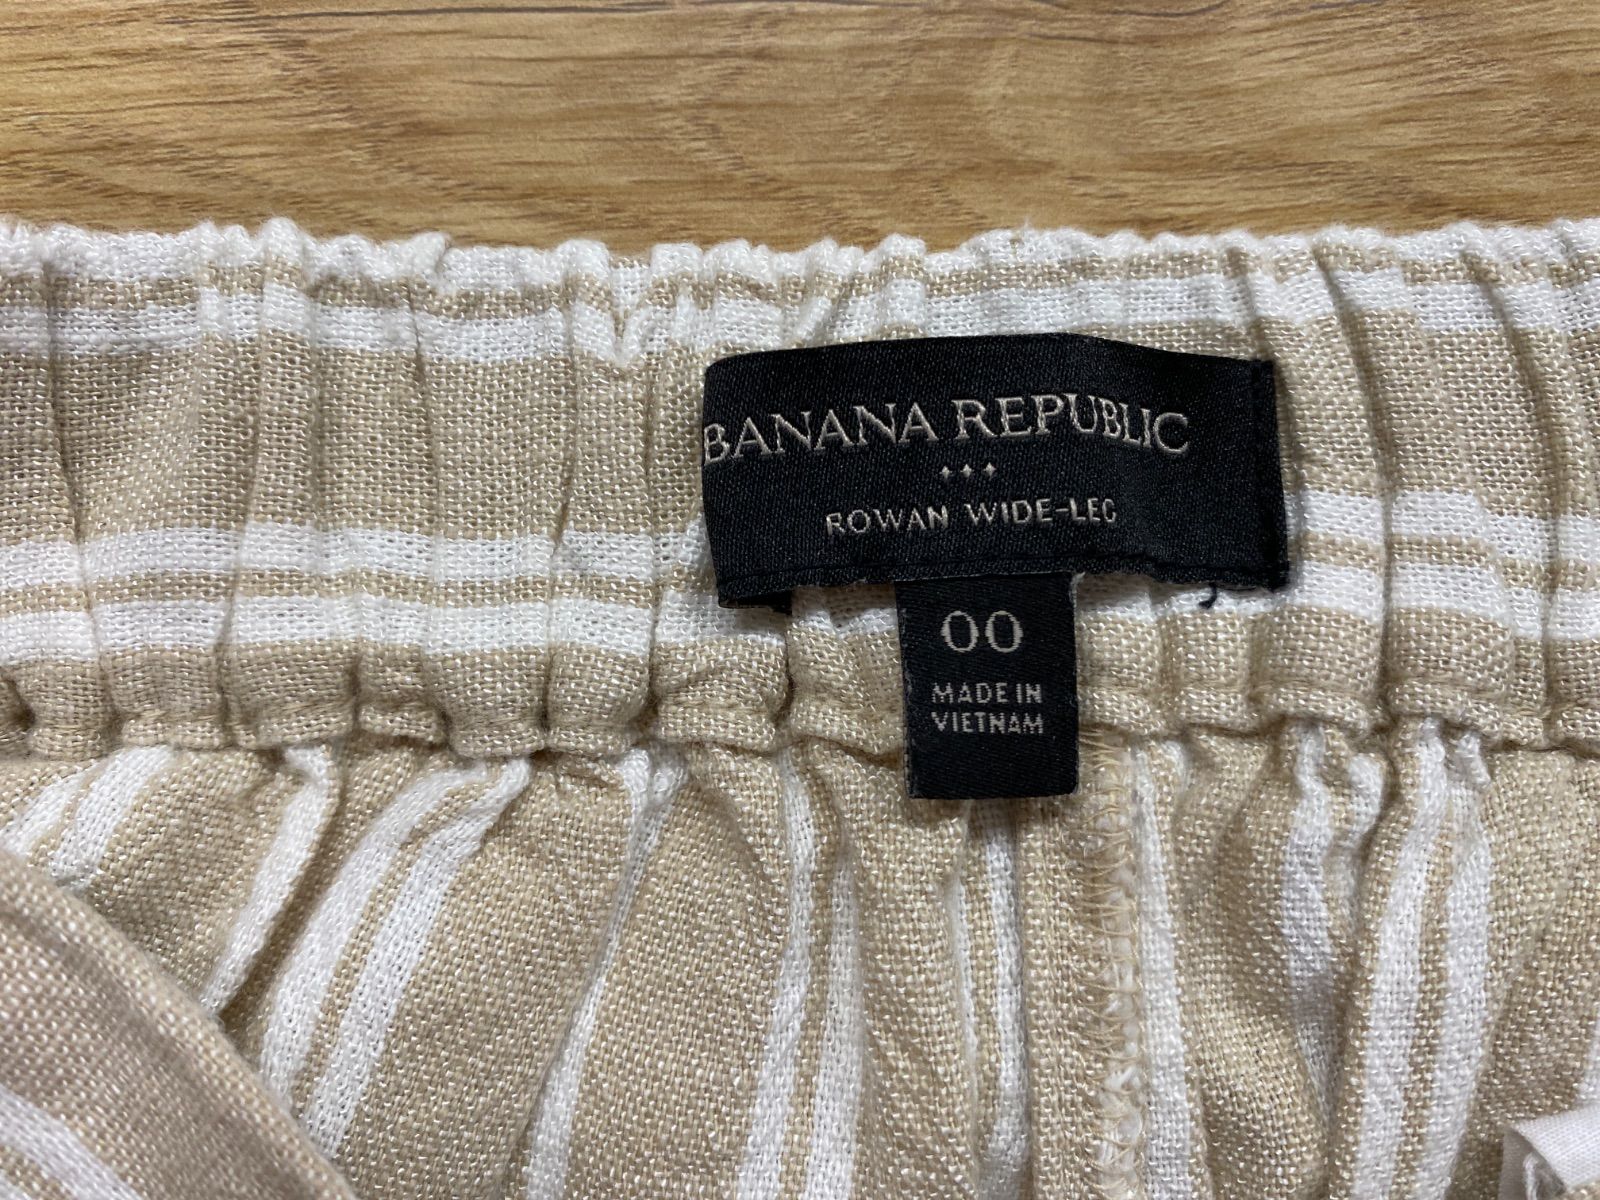 BANANA REPUBLIC
ROWAN WIDE-LEG
00
MADE IN
VIETNAM